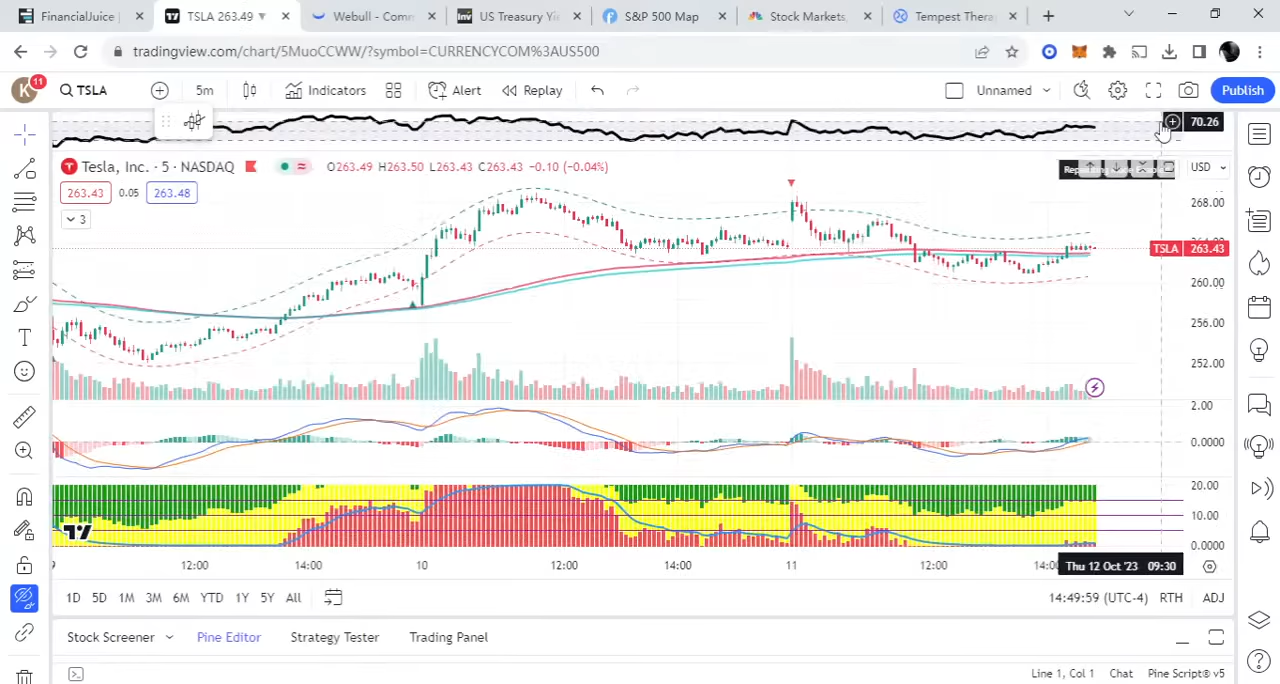 FinancialJuice |
TSLA 263.49
Webull - Comm
Inv
US Treasury Yi
S&P 500 Map
Stock Markets,
Tempest Thera
tradingview.com/chart/5MuoCCWW/?symbol=CURRENCYCOM%3AUS500
K
11
TSLA
5m
Indicators
Alert
Replay
Unnamed
Publish
70.26
Tesla, Inc. · 5 · NASDAQ
O263.49 H263.50 L263.43 C263.43 -0.10 (-0.04%)
USD
263.43
0.05
263.48
3
268.00
TSLA
263.43
260.00
256.00
252.00
2.00
0.0000
20.00
10.00
0.0000
12:00
14:00
10
12:00
14:00
11
12:00
Thu 12 Oct '23
09:30
1D
5D
1M
3M
6M
YTD
1Y
5Y
All
14:49:59 (UTC-4)
RTH
ADJ
Stock Screener
Pine Editor
Strategy Tester
Trading Panel
Line 1, Col 1
Chat
Pine Script® v5